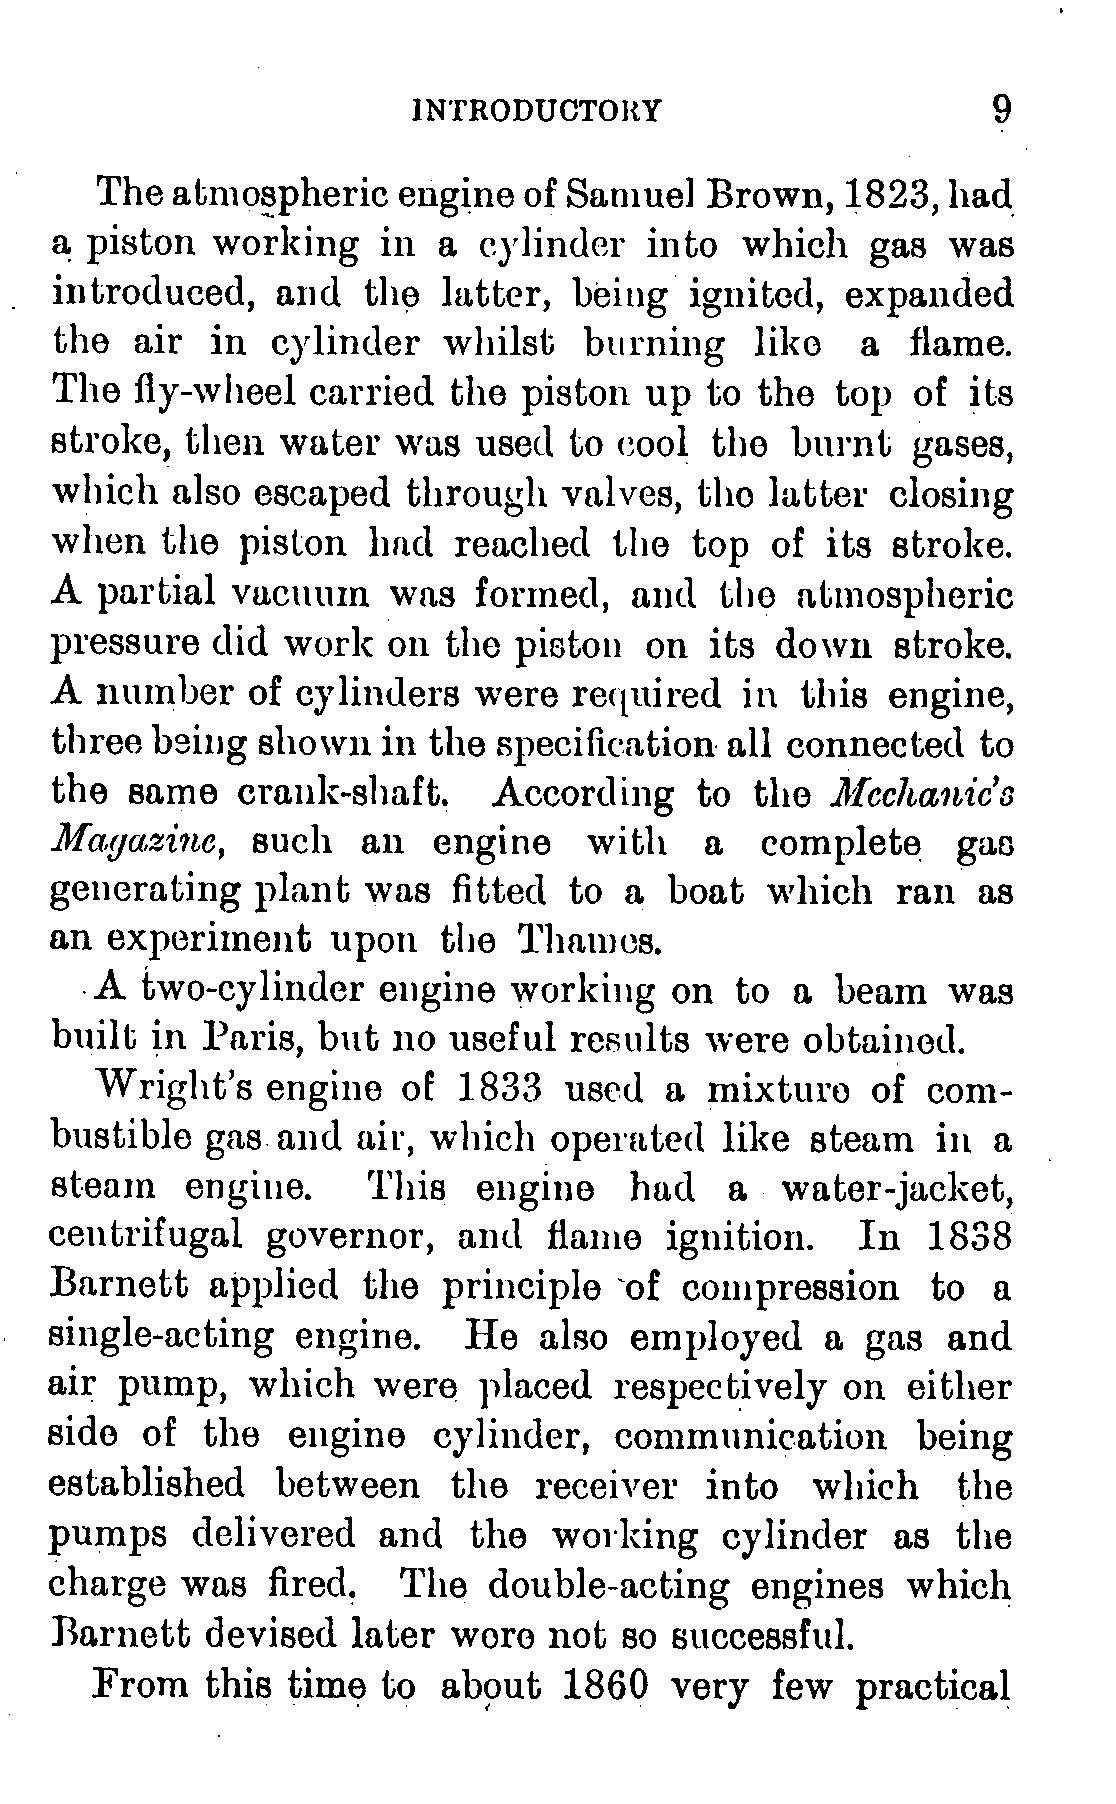 INTRODUCTORY 9
The atmospheric engine of Samuel Brown, 1823, had
a piston working in a cylinder into which gas was
introduced, and the latter, being ignited, expanded
the air in cylinder whilst burning like a flame.
The fly-wheel carried the piston up to the top of its
stroke, then water was used to cool the burnt gases,
which also escaped through valves, the latter closing
when the piston had reached the top of its stroke.
A partial vacuum was formed, and the atmospheric
pressure did work on the piston on its down stroke.
A number of cylinders were required in this engine,
three being shown in the specification all connected to
the same crank-shaft. According to the Mechanic's
Magazine, such an engine with a complete gas
generating plant was fitted to a boat which ran as
an experiment upon the Thames.
A two-cylinder engine working on to a beam was
built in Paris, but no useful results were obtained.
Wright's engine of 1833 used a mixture of com-
bustible gas and air, which operated like steam in a
steam engine. This engine had a water-jacket,
centrifugal governor, and flame ignition. In 1838
Barnett applied the principle of compression to a
single-acting engine. He also employed a gas and
air pump, which were placed respectively on either
side of the engine cylinder, communication being
established between the receiver into which the
pumps delivered and the working cylinder as the
charge was fired. The double-acting engines which
Barnett devised later were not so successful.
From this time to about 1860 very few practical